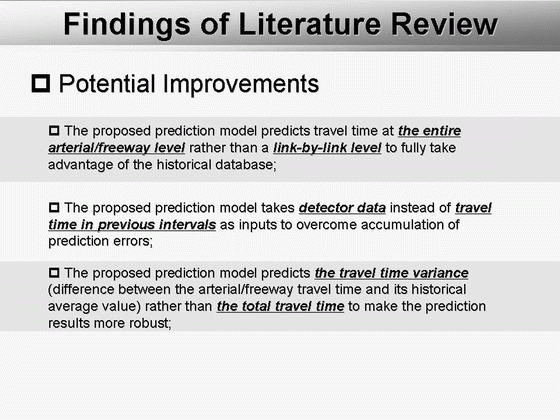 Findings of Literature Review
Potential Improvements
The proposed prediction model predicts travel time at the entire
arterial/freeway level rather than a link-by-link level to fully take
advantage of the historical database;
The proposed prediction model takes detector data instead of travel
time in previous intervals as inputs to overcome accumulation of
prediction errors;
The proposed prediction model predicts the travel time variance
(difference between the arterial/freeway travel time and its historical
average value) rather than the total travel time to make the prediction
results more robust;